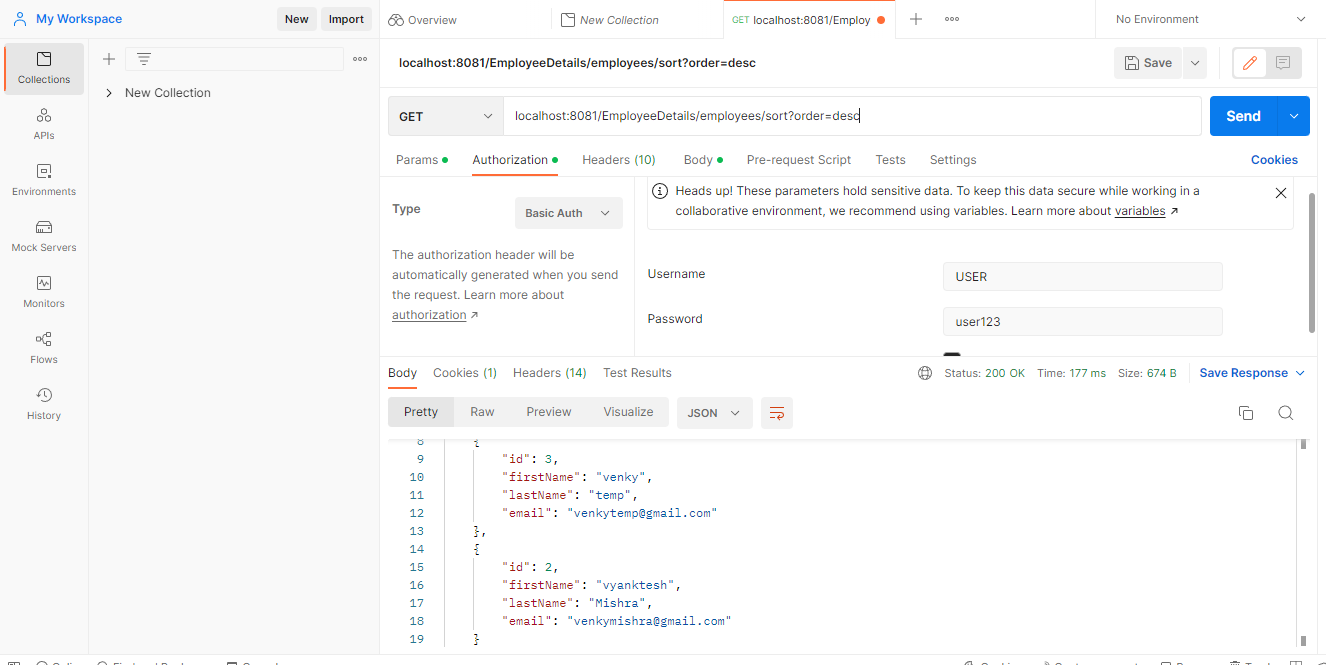 My Workspace
New
Import
Overview
New Collection
GET localhost:8081/Employ
No Environment
Collections
APIs
Environments
Mock Servers
Monitors
Flows
History
New Collection
localhost:8081/EmployeeDetails/employees/sort?order=desc
Save
GET
localhost:8081/EmployeeDetails/employees/sort?order=desc
Send
Params
Authorization
Headers (10)
Body
Pre-request Script
Tests
Settings
Cookies
Type
Basic Auth
The authorization header will be
automatically generated when you send
the request. Learn more about
authorization ↗
Heads up! These parameters hold sensitive data. To keep this data secure while working in a
collaborative environment, we recommend using variables. Learn more about variables ↗
Username
USER
Password
user123
Body
Cookies (1)
Headers (14)
Test Results
Status: 200 OK
Time: 177 ms
Size: 674 B
Save Response
Pretty
Raw
Preview
Visualize
JSON
8 {
9 "id": 3,
10 "firstName": "venky",
11 "lastName": "temp",
12 "email": "venkytemp@gmail.com"
13 },
14 {
15 "id": 2,
16 "firstName": "vyanktesh",
17 "lastName": "Mishra",
18 "email": "venkymishra@gmail.com"
19 }